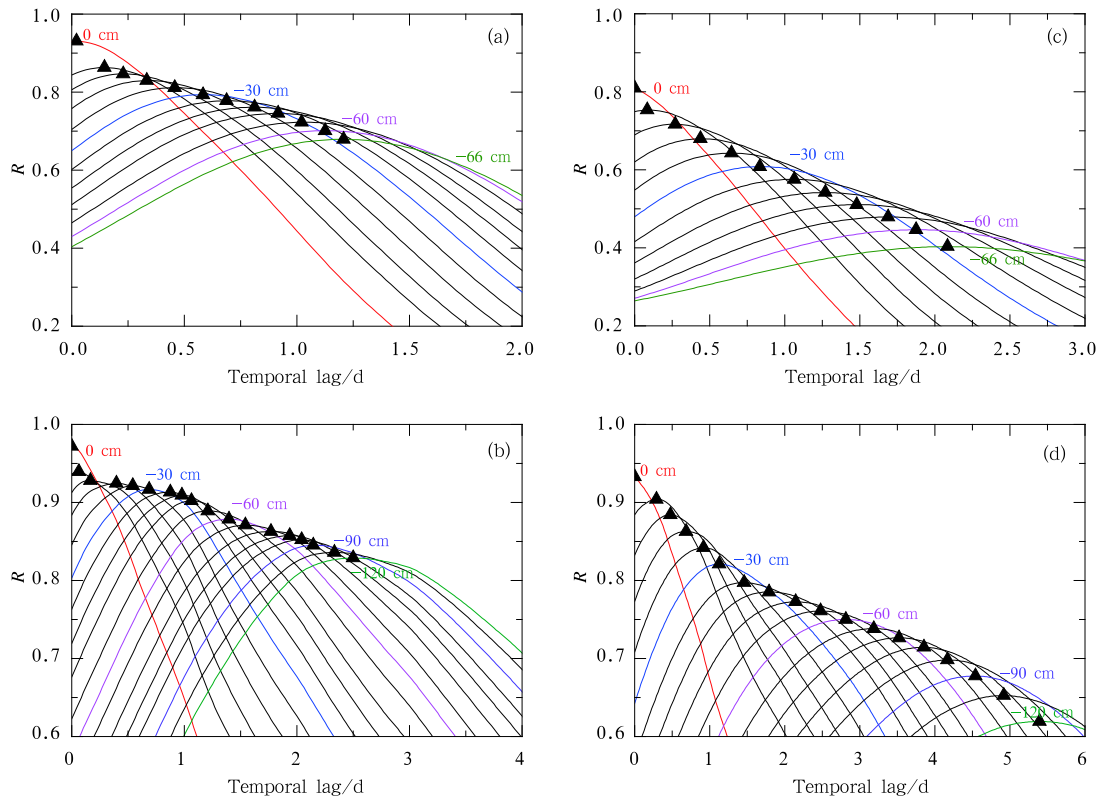 1.0
0.8
0.6
0.4
0.2
R
0 cm
−30 cm
−60 cm
−66 cm
(a)
0.0 0.5 1.0 1.5 2.0
Temporal lag/d
1.0
0.8
0.6
0.4
0.2
R
0 cm
−30 cm
−60 cm
−66 cm
(c)
0.0 0.5 1.0 1.5 2.0 2.5 3.0
Temporal lag/d
1.0
0.9
0.8
0.7
0.6
R
0 cm
−30 cm
−60 cm
−90 cm
−120 cm
(b)
0 1 2 3 4
Temporal lag/d
1.0
0.9
0.8
0.7
0.6
R
0 cm
−30 cm
−60 cm
−90 cm
−120 cm
(d)
0 1 2 3 4 5 6
Temporal lag/d